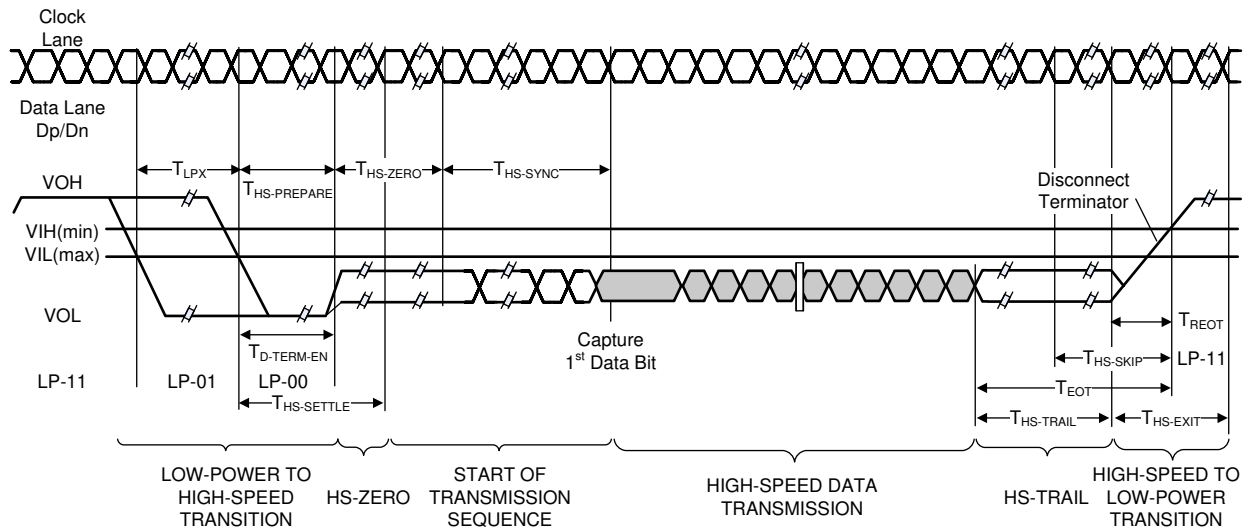 Clock
Lane
Data Lane
Dp/Dn
TLPX
THS-PREPARE
THS-ZERO
THS-SYNC
VOH
Disconnect
Terminator
VIH(min)
VIL(max)
VOL
Capture
1st Data Bit
TD-TERM-EN
TREOT
THS-SKIP
LP-11
LP-11
LP-01
LP-00
TEOT
THS-SETTLE
THS-TRAIL
THS-EXIT
LOW-POWER TO
HIGH-SPEED
TRANSITION
HS-ZERO
START OF
TRANSMISSION
SEQUENCE
HIGH-SPEED DATA
TRANSMISSION
HS-TRAIL
HIGH-SPEED TO
LOW-POWER
TRANSITION